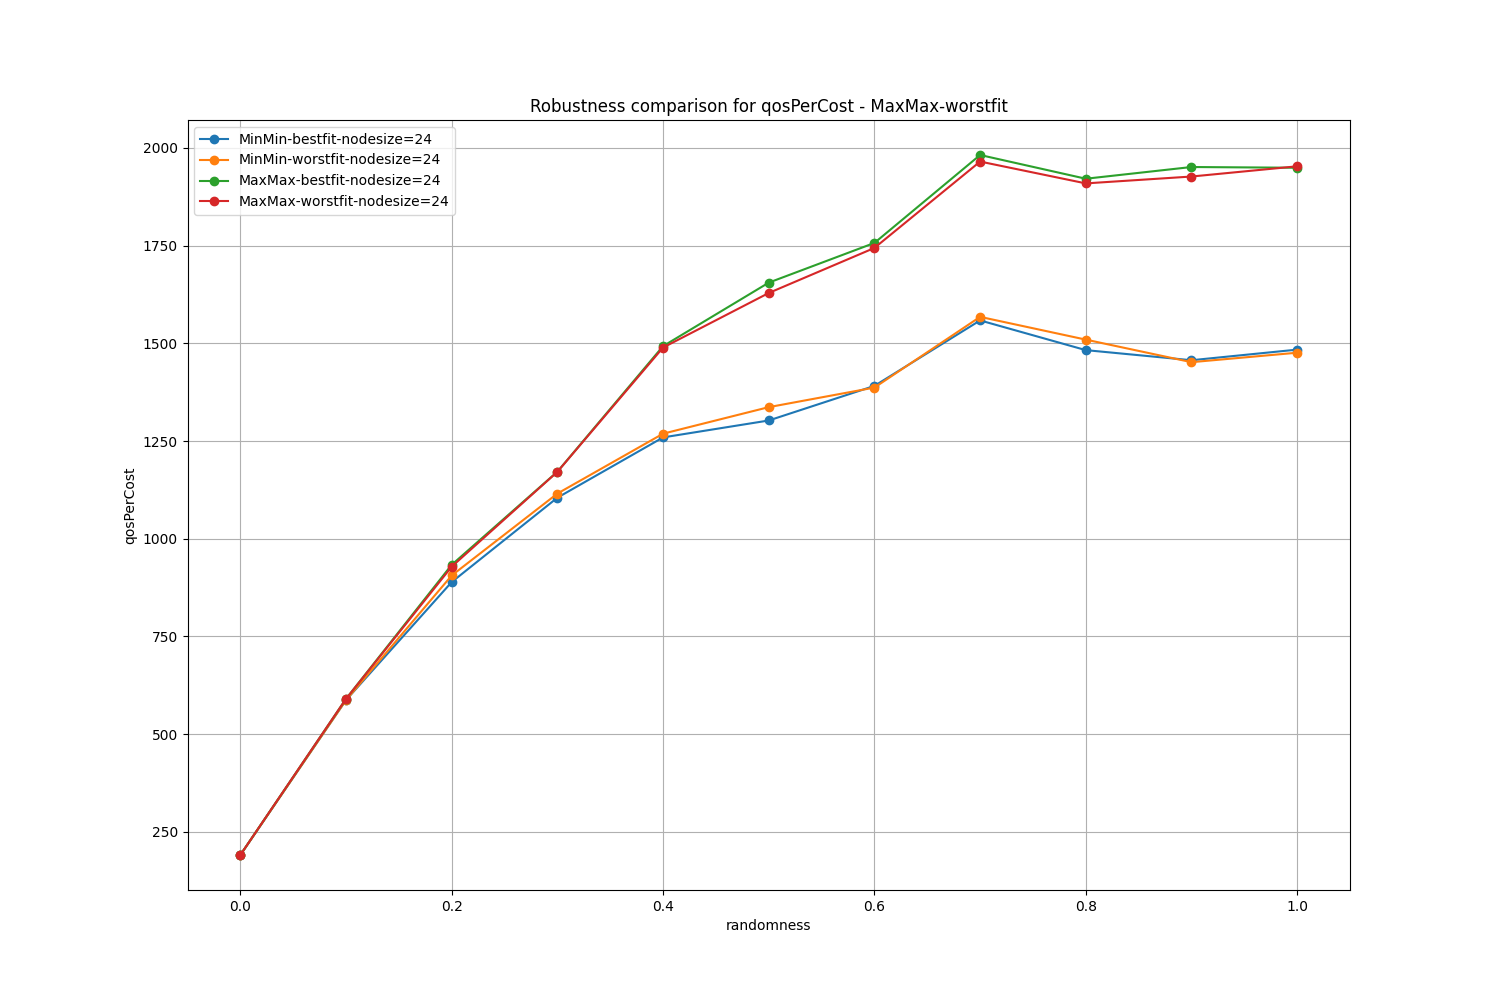 Robustness comparison for qosPerCost - MaxMax-worstfit
MinMin-bestfit-nodesize=24
MinMin-worstfit-nodesize=24
MaxMax-bestfit-nodesize=24
MaxMax-worstfit-nodesize=24
2000
1750
1500
1250
1000
750
500
250
qosPerCost
0.0 0.2 0.4 0.6 0.8 1.0
randomness